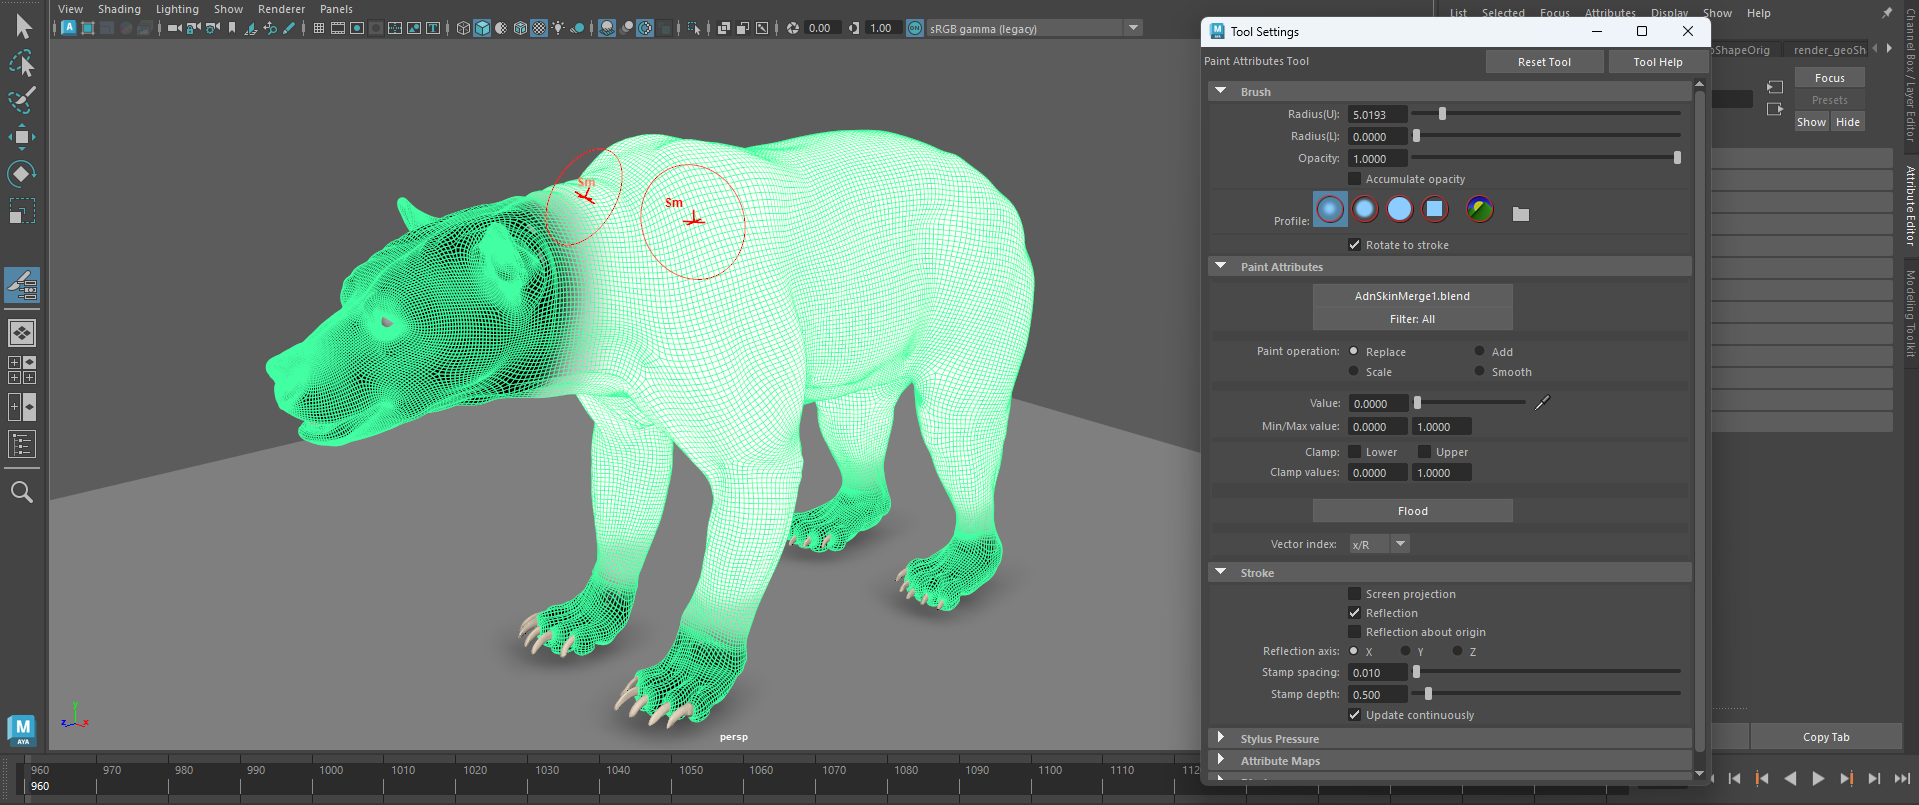 View Shading Lighting Show Renderer Panels
0.00 1.00 ON sRGB gamma (legacy)
List Selected Focus Attributes Display Show Help
ShapeOrig render_geoSh
Focus
Presets
Show Hide
Channel Box / Layer Editor
Attribute Editor
Modeling Toolkit
M Tool Settings
Paint Attributes Tool Reset Tool Tool Help
Brush
Radius(U): 5.0193
Radius(L): 0.0000
Opacity: 1.0000
Accumulate opacity
Profile:
Rotate to stroke
Paint Attributes
AdnSkinMerge1.blend
Filter: All
Paint operation: Replace Add
Scale Smooth
Value: 0.0000
Min/Max value: 0.0000 1.0000
Clamp: Lower Upper
Clamp values: 0.0000 1.0000
Flood
Vector index: x/R
Stroke
Screen projection
Reflection
Reflection about origin
Reflection axis: X Y Z
Stamp spacing: 0.010
Stamp depth: 0.500
Update continuously
Stylus Pressure
Attribute Maps
Sm
Sm
y
z x
persp
M
AYA
Copy Tab
960 970 980 990 1000 1010 1020 1030 1040 1050 1060 1070 1080 1090 1100 1110 112
960